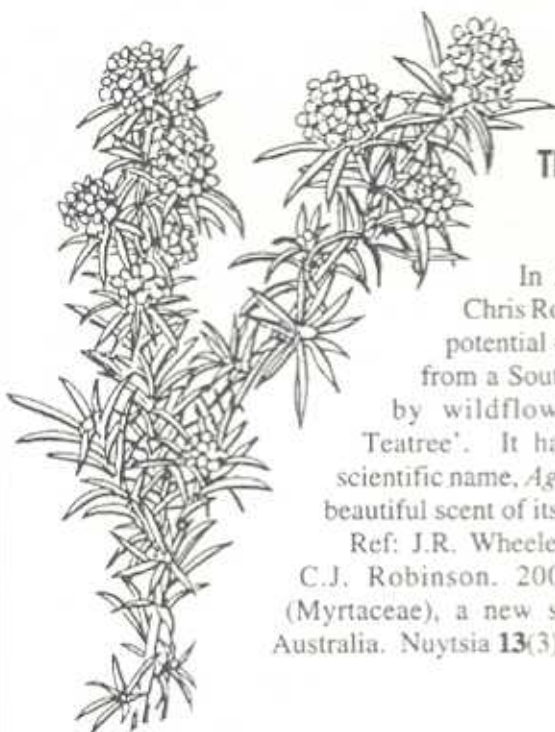 In
Chris Ro
potential
from a Sout
by wildflow
Teatree'. It ha
scientific name, Ag
beautiful scent of its
Ref: J.R. Wheele
C.J. Robinson. 200
(Myrtaceae), a new s
Australia. Nuytsia 13(3)